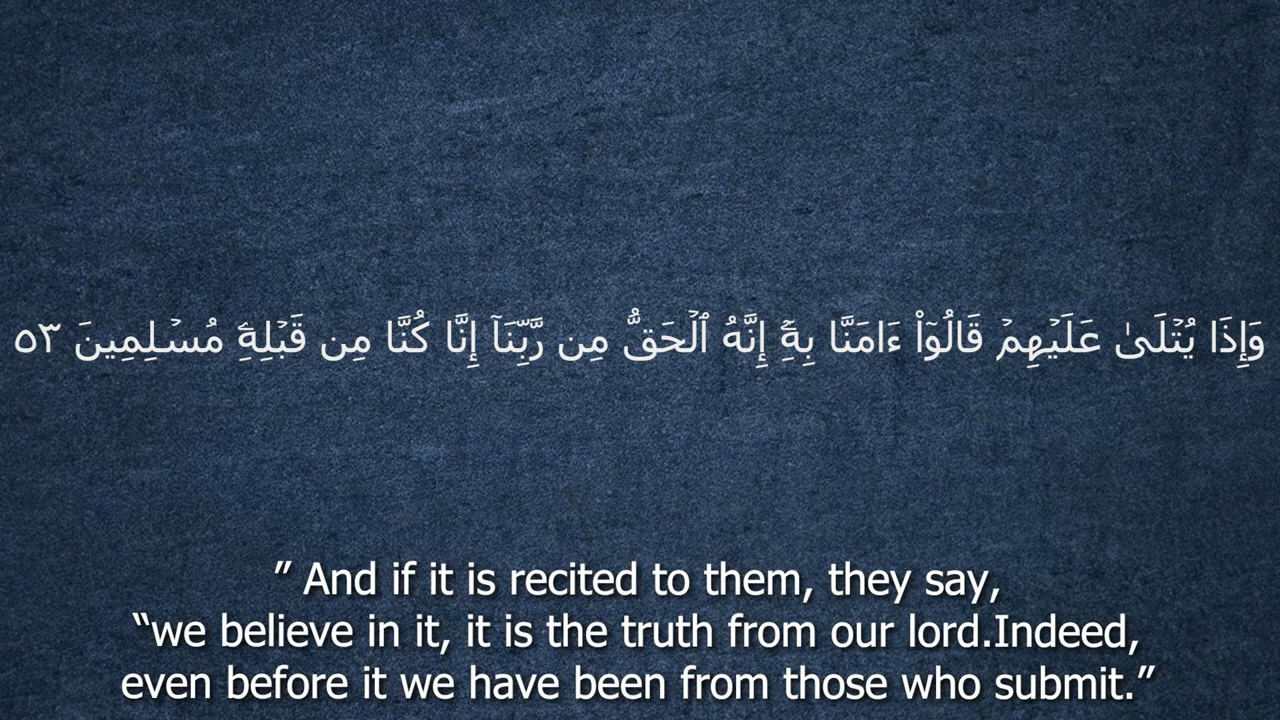 وَإِذَا يُتۡلَىٰ عَلَيۡهِمۡ قَالُوٓاْ ءَامَنَّا بِهِۦٓ إِنَّهُ ٱلۡحَقُّ مِن رَّبِّنَآ إِنَّا كُنَّا مِن قَبۡلِهِۦ مُسۡلِمِينَ ٥٣
” And if it is recited to them, they say,
“we believe in it, it is the truth from our lord.Indeed,
even before it we have been from those who submit.”